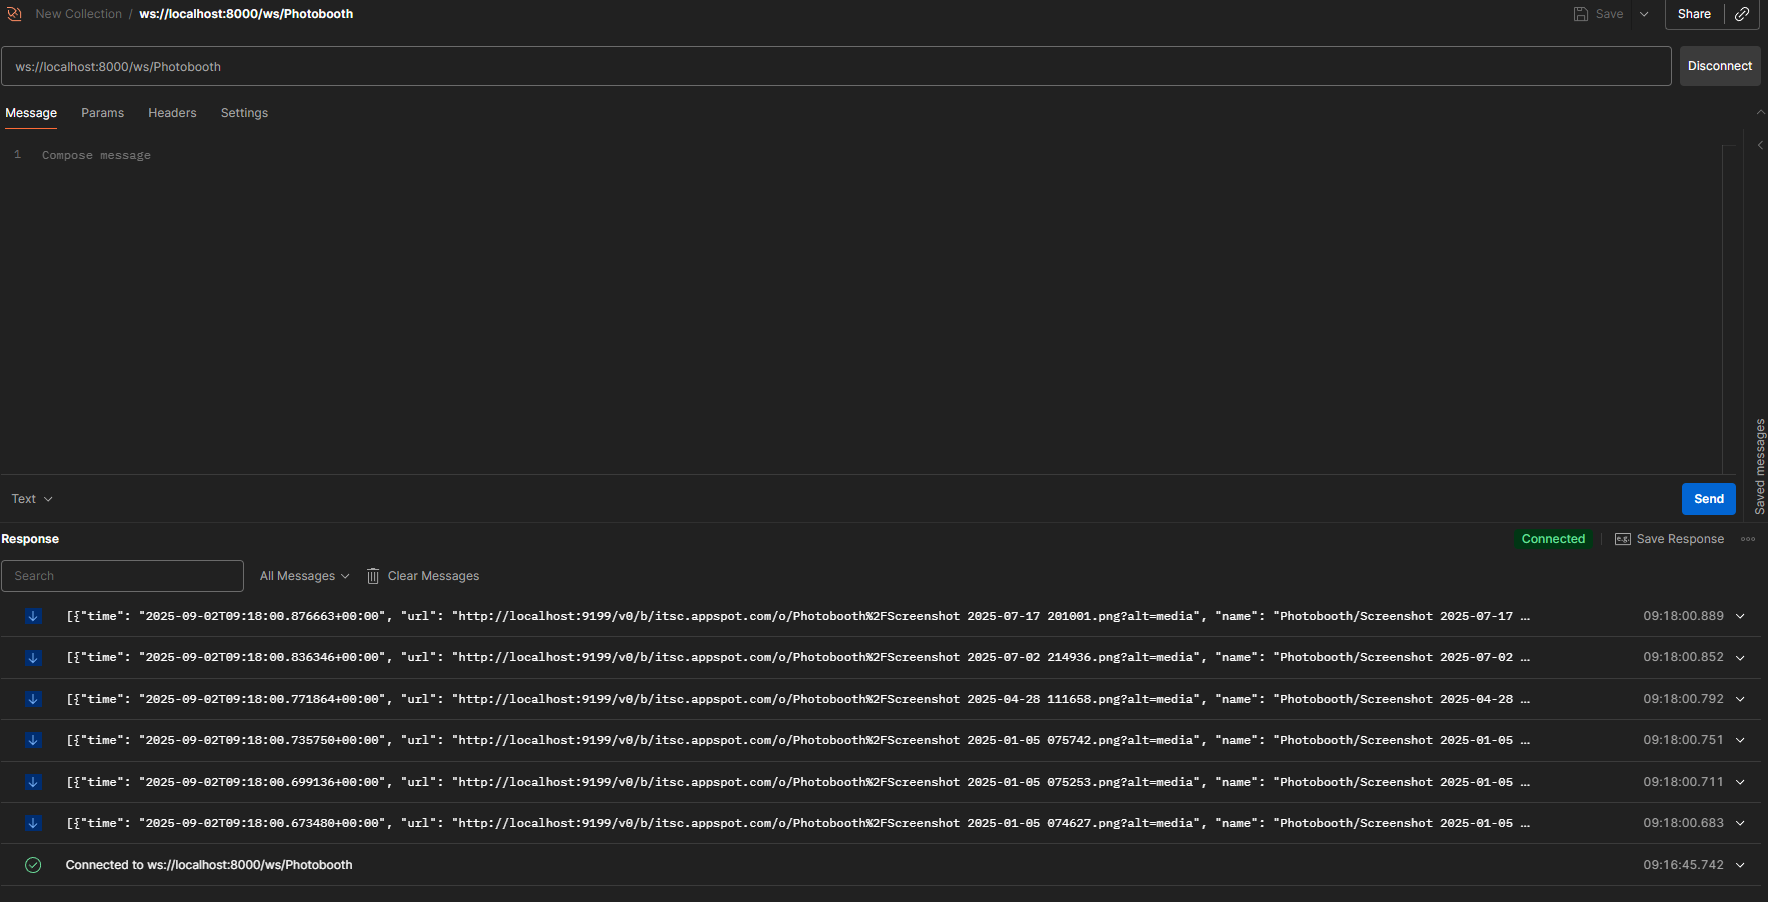 New Collection / ws://localhost:8000/ws/Photobooth
Save
Share
ws://localhost:8000/ws/Photobooth
Disconnect
Message Params Headers Settings
1 Compose message
Saved messages
Text
Send
Response
Connected
e.g. Save Response
Search
All Messages
Clear Messages
[{"time": "2025-09-02T09:18:00.876663+00:00", "url": "http://localhost:9199/v0/b/itsc.appspot.com/o/Photobooth%2FScreenshot 2025-07-17 201001.png?alt=media", "name": "Photobooth/Screenshot 2025-07-17 ... 09:18:00.889
[{"time": "2025-09-02T09:18:00.836346+00:00", "url": "http://localhost:9199/v0/b/itsc.appspot.com/o/Photobooth%2FScreenshot 2025-07-02 214936.png?alt=media", "name": "Photobooth/Screenshot 2025-07-02 ... 09:18:00.852
[{"time": "2025-09-02T09:18:00.771864+00:00", "url": "http://localhost:9199/v0/b/itsc.appspot.com/o/Photobooth%2FScreenshot 2025-04-28 111658.png?alt=media", "name": "Photobooth/Screenshot 2025-04-28 ... 09:18:00.792
[{"time": "2025-09-02T09:18:00.735750+00:00", "url": "http://localhost:9199/v0/b/itsc.appspot.com/o/Photobooth%2FScreenshot 2025-01-05 075742.png?alt=media", "name": "Photobooth/Screenshot 2025-01-05 ... 09:18:00.751
[{"time": "2025-09-02T09:18:00.699136+00:00", "url": "http://localhost:9199/v0/b/itsc.appspot.com/o/Photobooth%2FScreenshot 2025-01-05 075253.png?alt=media", "name": "Photobooth/Screenshot 2025-01-05 ... 09:18:00.711
[{"time": "2025-09-02T09:18:00.673480+00:00", "url": "http://localhost:9199/v0/b/itsc.appspot.com/o/Photobooth%2FScreenshot 2025-01-05 074627.png?alt=media", "name": "Photobooth/Screenshot 2025-01-05 ... 09:18:00.683
Connected to ws://localhost:8000/ws/Photobooth 09:16:45.742